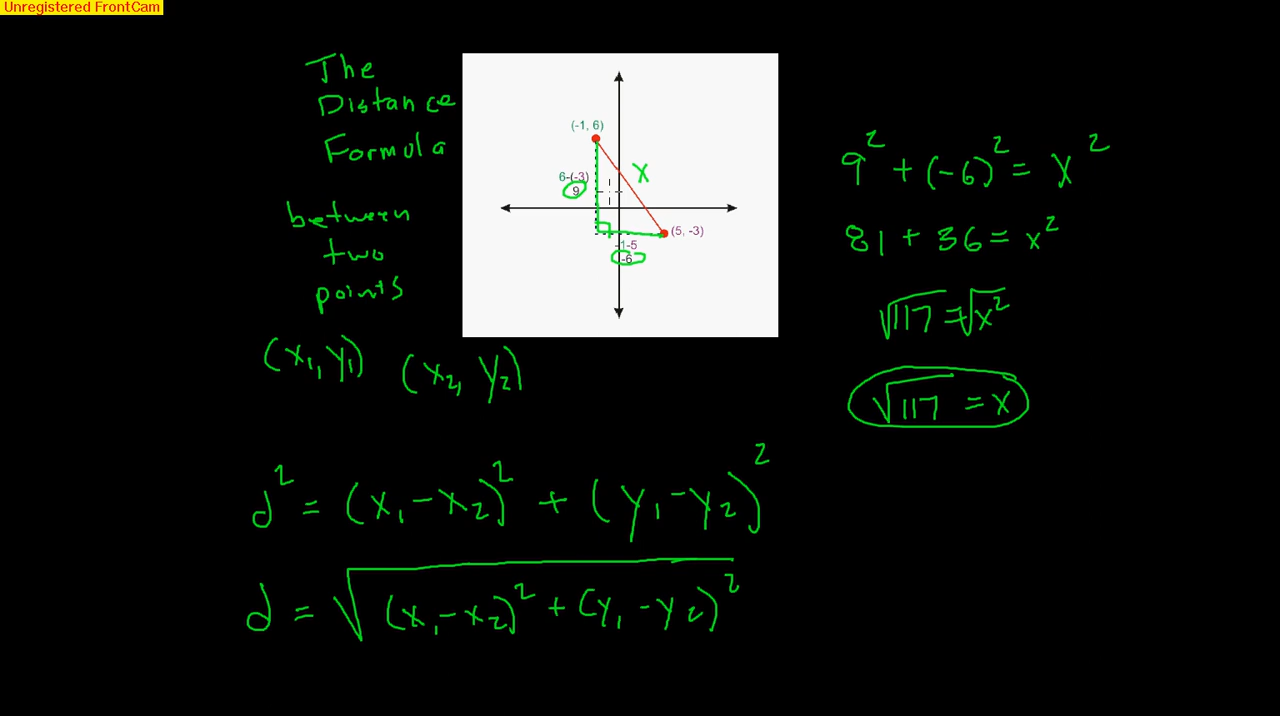 Unregistered FrontCam
The
Distance
Formula
between
two
points
(x₁, y₁) (x₂, y₂)
(-1, 6)
6-(-3)
9
X
(5, -3)
-1-5
-6
9² + (-6)² = x²
81 + 36 = x²
√117 = √x²
√117 = x
d² = (x₁ - x₂)² + (y₁ - y₂)²
d = √(x₁ - x₂)² + (y₁ - y₂)²